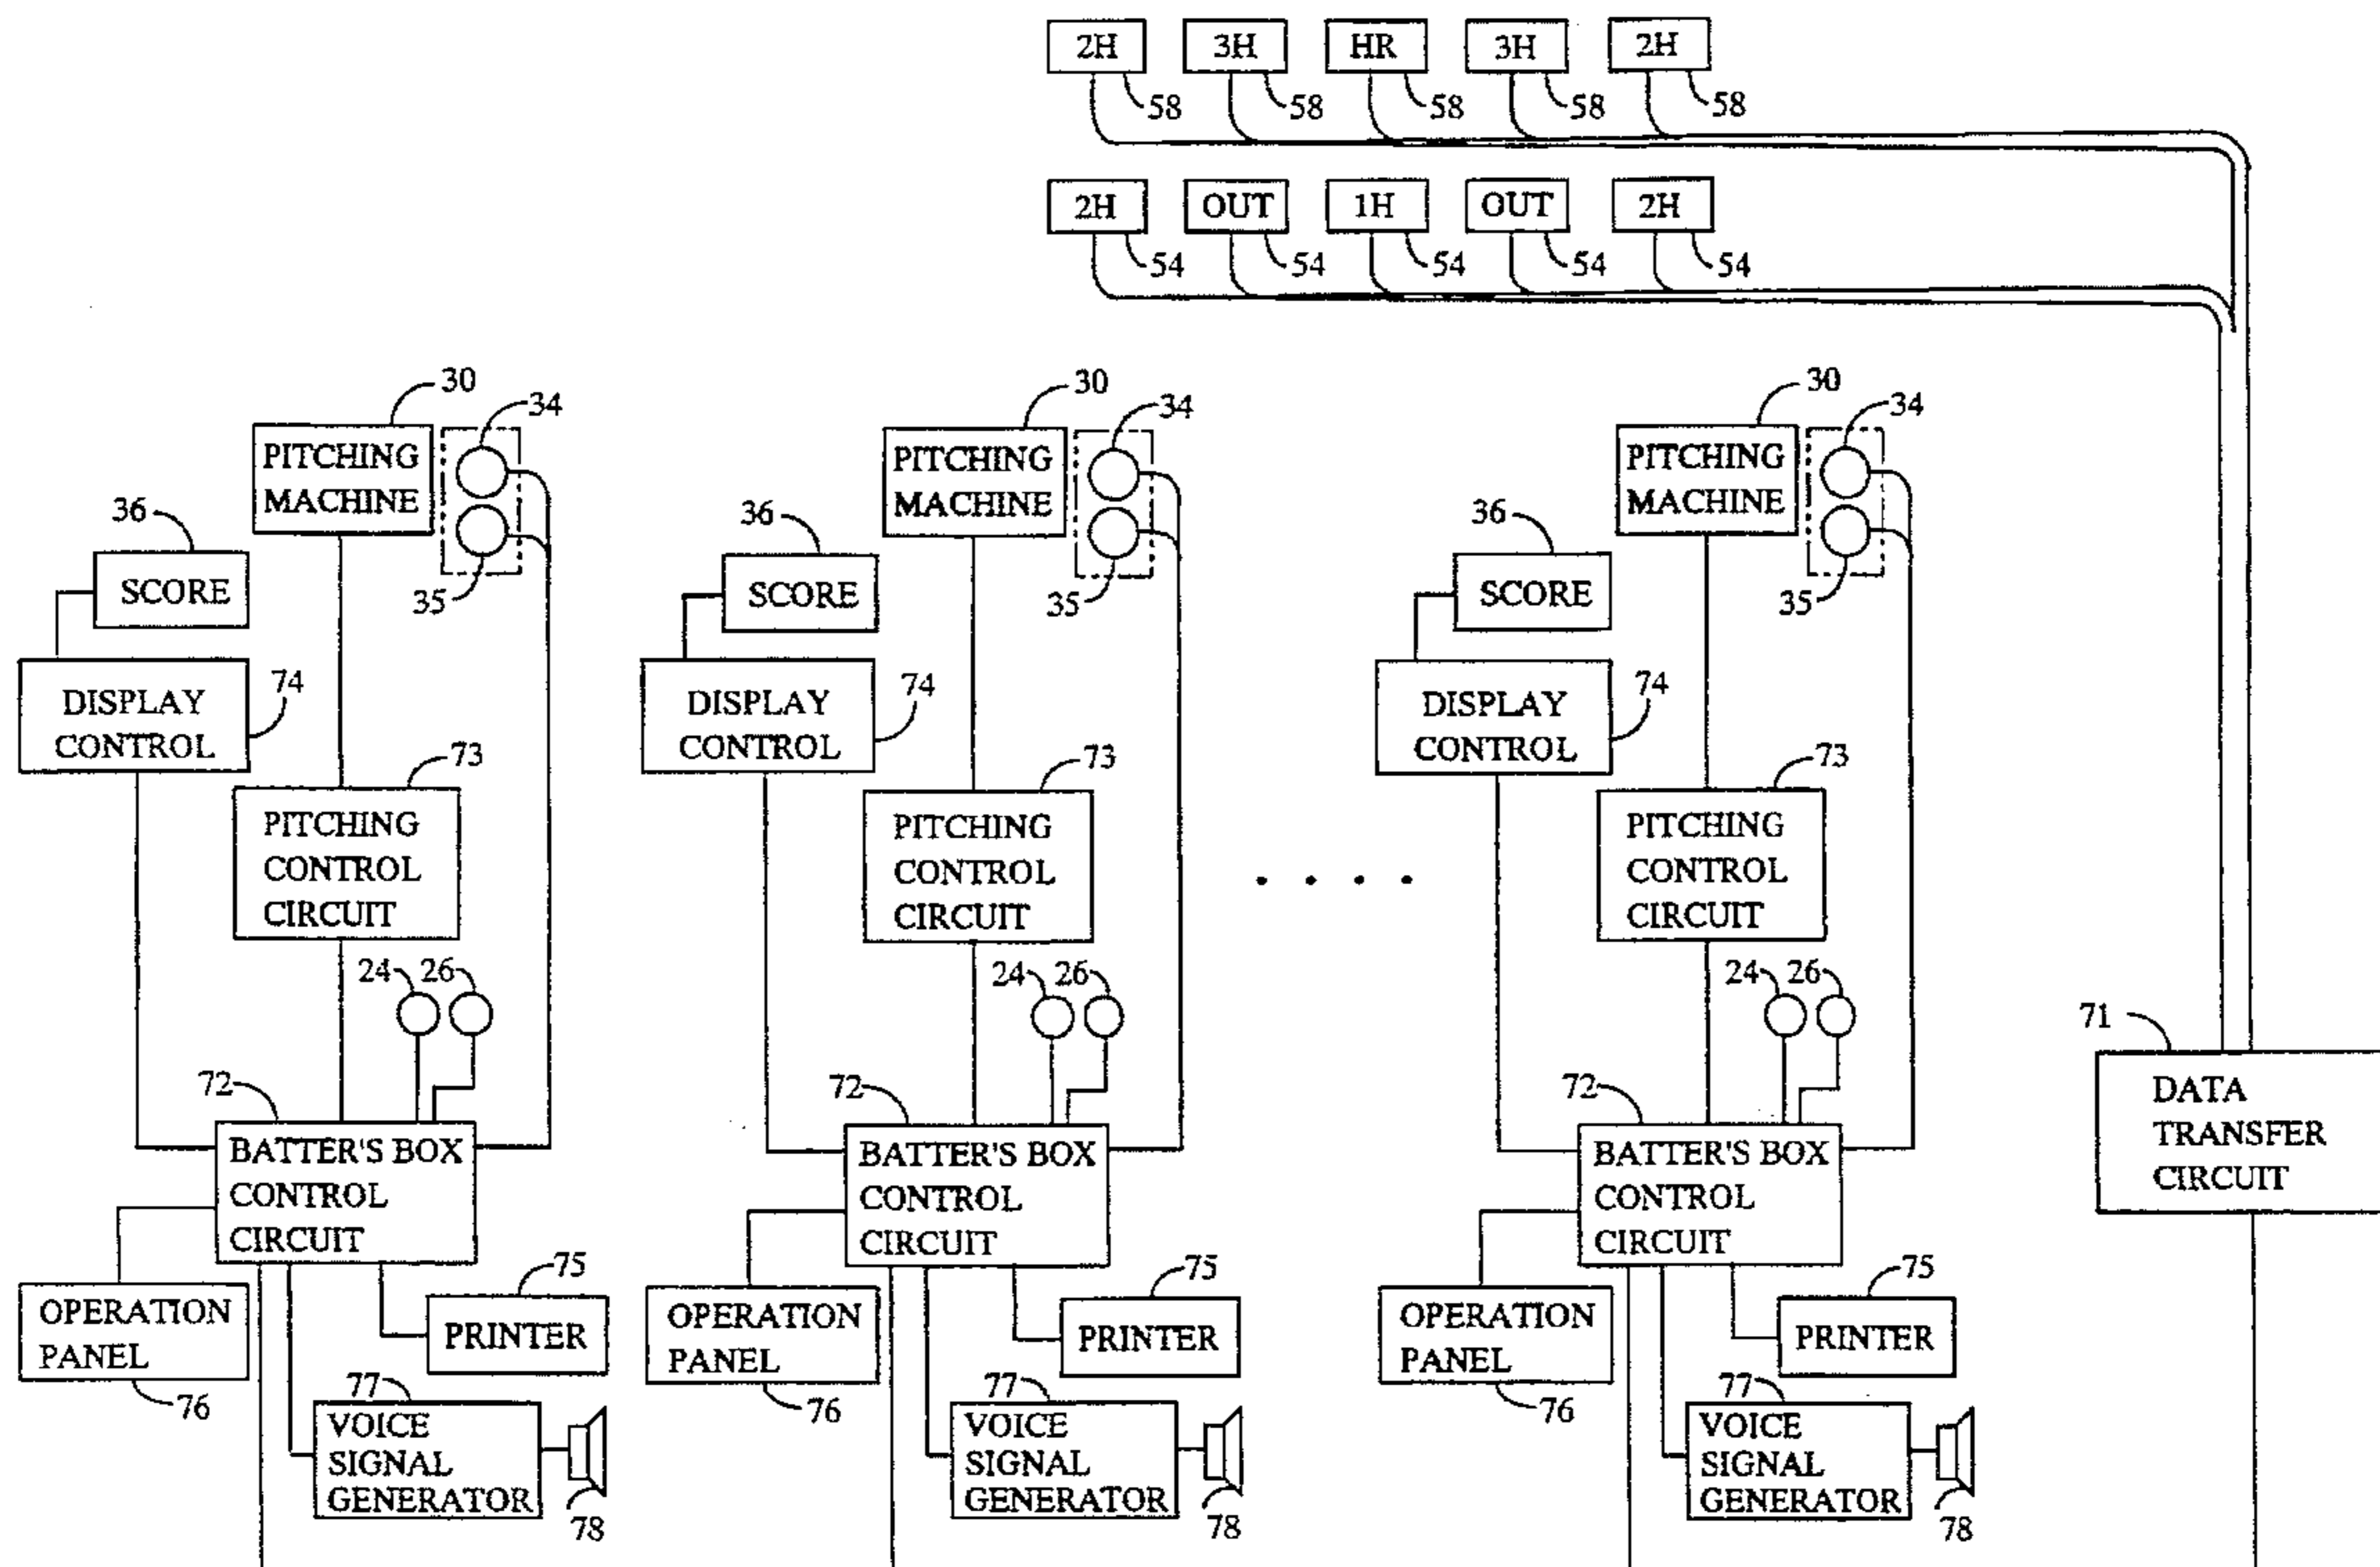 2H 3H HR 3H 2H
58 58 58 58 58
2H OUT 1H OUT 2H
54 54 54 54 54
30 30 30
34 34 34
PITCHING PITCHING PITCHING
MACHINE MACHINE MACHINE
36 36 36
SCORE SCORE SCORE
35 35 35
74 74 74
DISPLAY DISPLAY DISPLAY
CONTROL CONTROL CONTROL
73 73 73
PITCHING PITCHING PITCHING
CONTROL CONTROL CONTROL
CIRCUIT CIRCUIT CIRCUIT
. . . .
24 26 24 26 24 26
71
DATA
TRANSFER
CIRCUIT
72 72 72
BATTER'S BOX BATTER'S BOX BATTER'S BOX
CONTROL CONTROL CONTROL
CIRCUIT CIRCUIT CIRCUIT
75 75 75
OPERATION OPERATION OPERATION
PANEL PANEL PANEL
PRINTER PRINTER PRINTER
76 76 76
77 77 77
VOICE VOICE VOICE
SIGNAL SIGNAL SIGNAL
GENERATOR GENERATOR GENERATOR
78 78 78